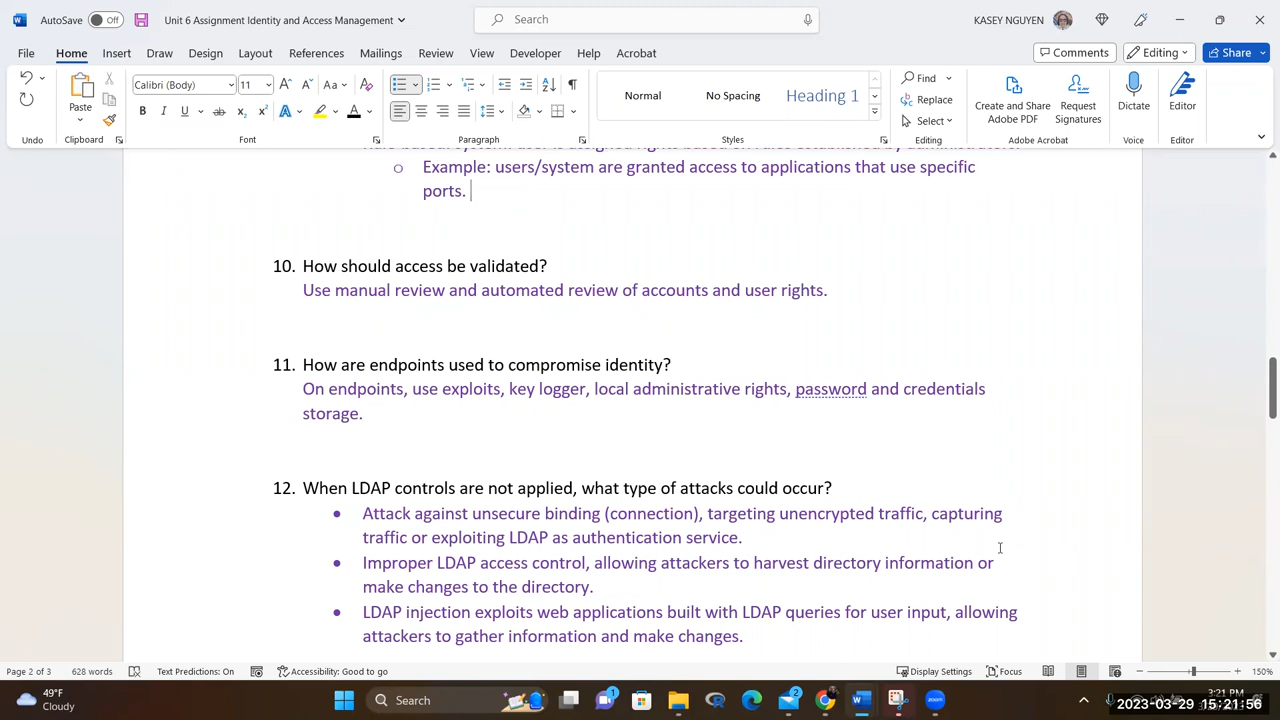 AutoSave Off Unit 6 Assignment Identity and Access Management Search KASEY NGUYEN
File Home Insert Draw Design Layout References Mailings Review View Developer Help Acrobat Comments Editing Share
Calibri (Body) 11 Aa
Paste
Normal No Spacing Heading 1
Find
Replace
Select
Create and Share Adobe PDF
Request Signatures
Dictate
Editor
Undo Clipboard Font Paragraph Styles Editing Adobe Acrobat Voice Editor
o Example: users/system are granted access to applications that use specific
ports.
10. How should access be validated?
Use manual review and automated review of accounts and user rights.
11. How are endpoints used to compromise identity?
On endpoints, use exploits, key logger, local administrative rights, password and credentials
storage.
12. When LDAP controls are not applied, what type of attacks could occur?
• Attack against unsecure binding (connection), targeting unencrypted traffic, capturing
traffic or exploiting LDAP as authentication service.
• Improper LDAP access control, allowing attackers to harvest directory information or
make changes to the directory.
• LDAP injection exploits web applications built with LDAP queries for user input, allowing
attackers to gather information and make changes.
Page 2 of 3 628 words Text Predictions: On Accessibility: Good to go Display Settings Focus 150%
49°F
Cloudy
Search
3:21 PM
2023-03-29 15:21:56